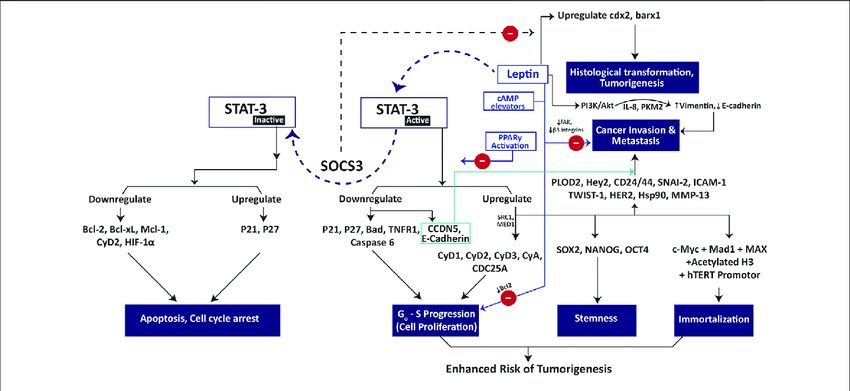 Upregulate cdx2, barx1
Histological transformation,
Tumorigenesis
Leptin
cAMP
elevators
PI3K/Akt
IL-8, PKM2
↑Vimentin,↓E-cadherin
STAT-3
Inactive
STAT-3
Active
↓FAK,
↓β3 integrins
Cancer Invasion &
Metastasis
PPARγ
Activation
SOCS3
PLOD2, Hey2, CD24/44, SNAI-2, ICAM-1
TWIST-1, HER2, Hsp90, MMP-13
Downregulate
Upregulate
Downregulate
Upregulate
SRC1,
MED1
Bcl-2, Bcl-xL, Mcl-1,
CyD2, HIF-1α
P21, P27
P21, P27, Bad, TNFR1,
Caspase 6
CCDN5,
E-Cadherin
CyD1, CyD2, CyD3, CyA,
CDC25A
SOX2, NANOG, OCT4
c-Myc + Mad1 + MAX
+Acetylated H3
+ hTERT Promotor
↓Bcl2
Apoptosis, Cell cycle arrest
G₀ - S Progression
(Cell Proliferation)
Stemness
Immortalization
Enhanced Risk of Tumorigenesis